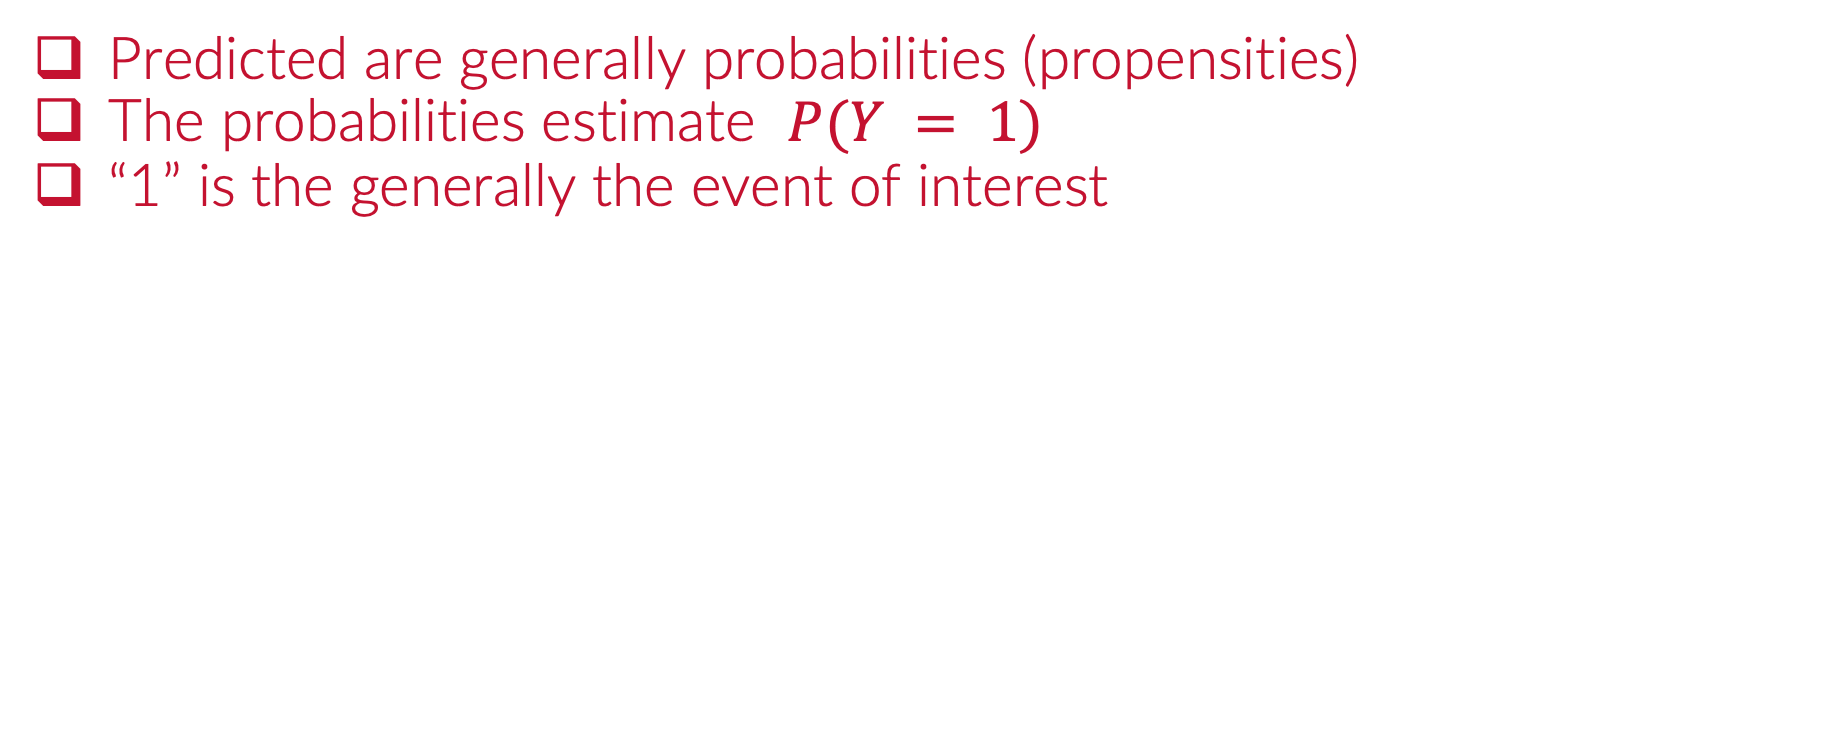 ❑ Predicted are generally probabilities (propensities)
❑ The probabilities estimate P(Y = 1)
❑ “1” is the generally the event of interest